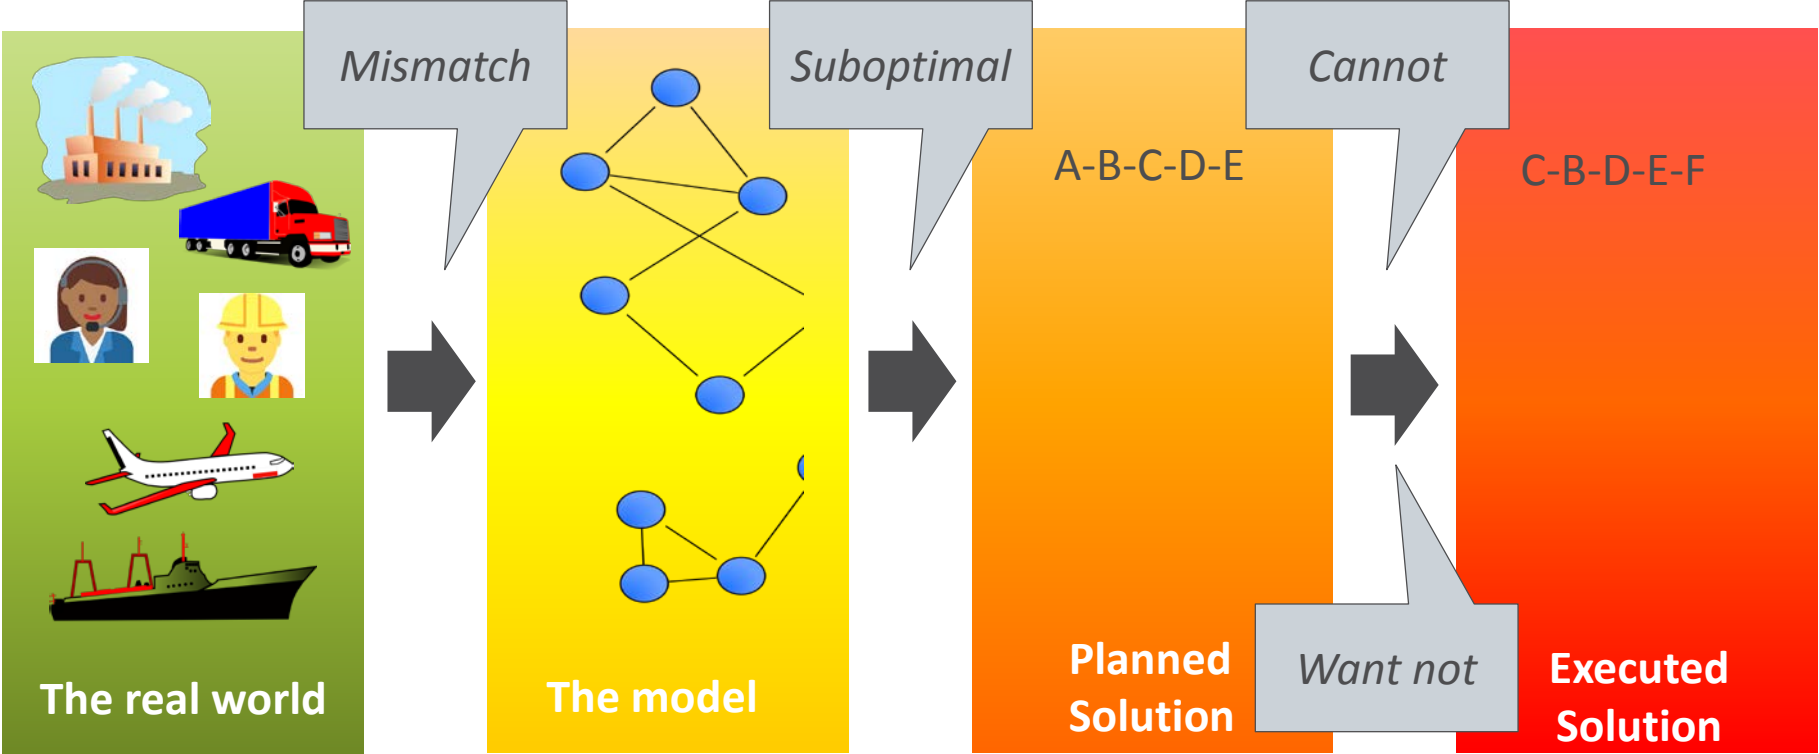 Mismatch
Suboptimal
Cannot
A-B-C-D-E
C-B-D-E-F
The real world
The model
Planned
Solution
Want not
Executed
Solution